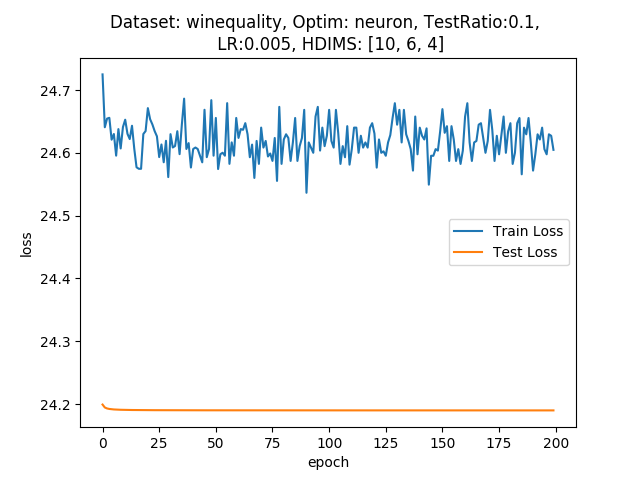 Dataset: winequality, Optim: neuron, TestRatio:0.1,
LR:0.005, HDIMS: [10, 6, 4]
24.7
24.6
24.5
24.4
24.3
24.2
loss
Train Loss
Test Loss
0 25 50 75 100 125 150 175 200
epoch